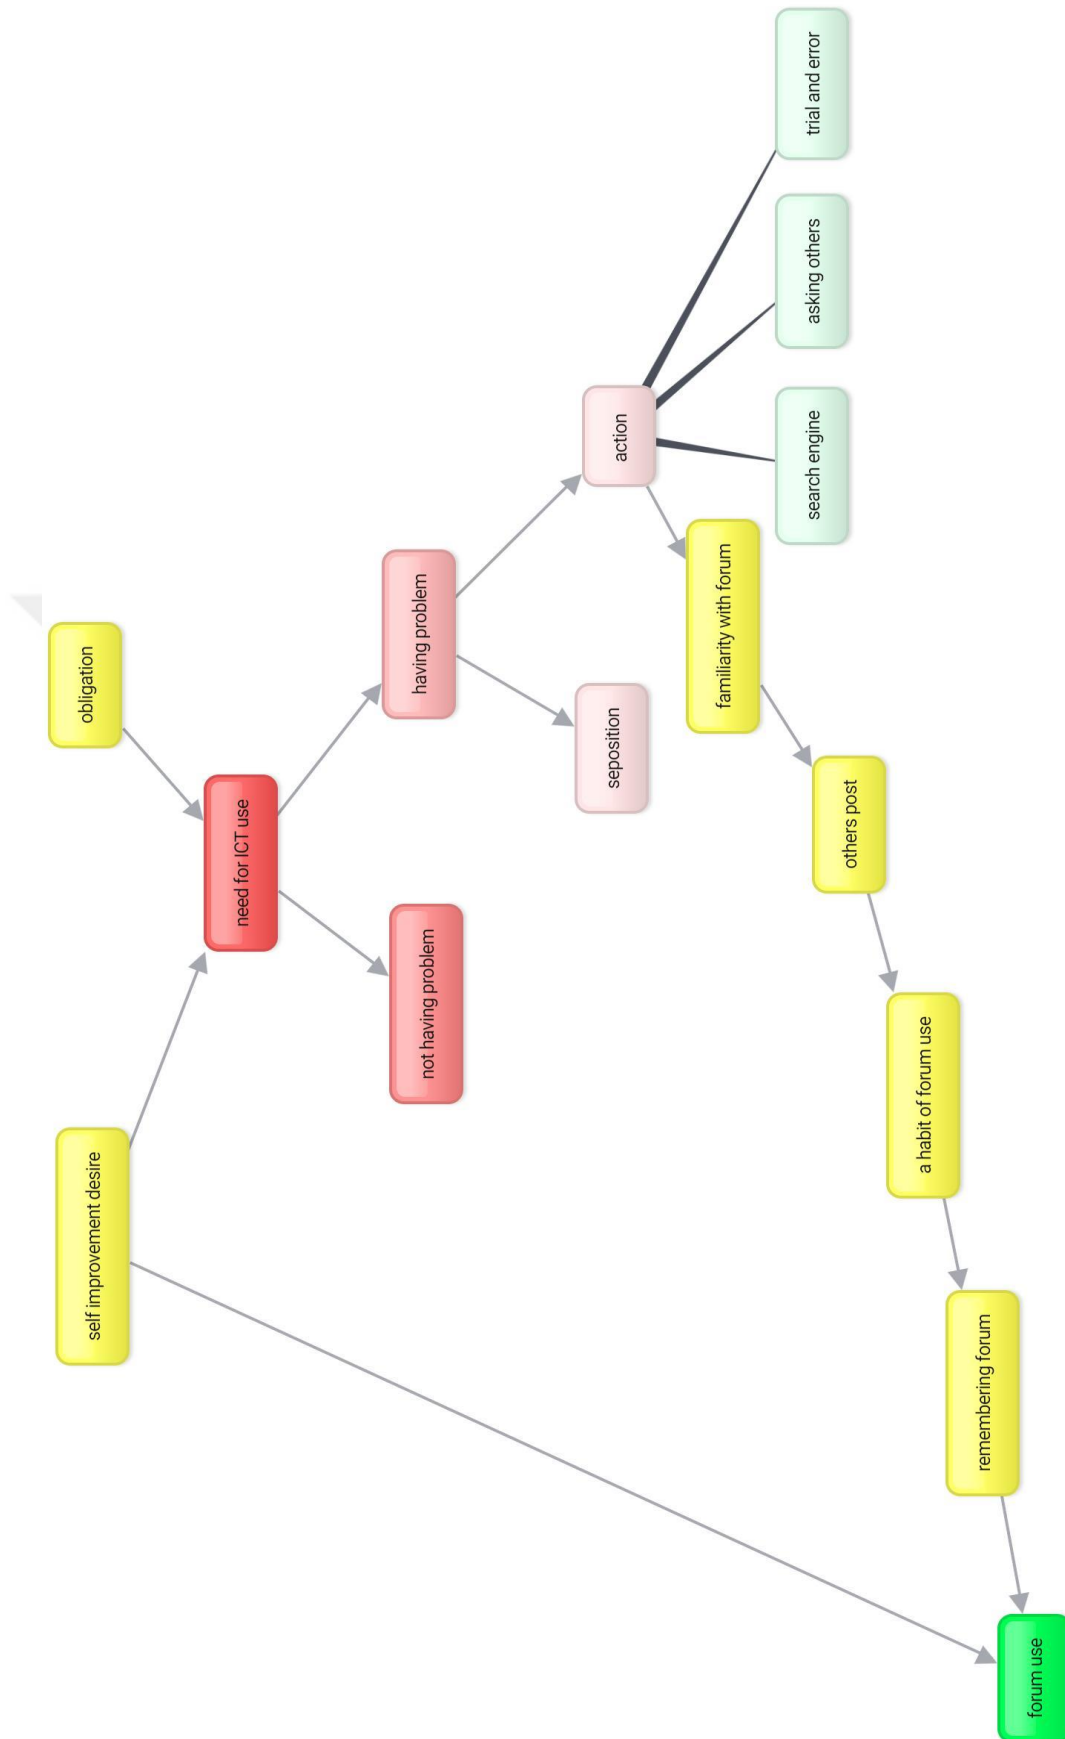 obligation
self improvement desire
need for ICT use
having problem
not having problem
action
seposition
trial and error
asking others
search engine
familiarity with forum
others post
a habit of forum use
remembering forum
forum use